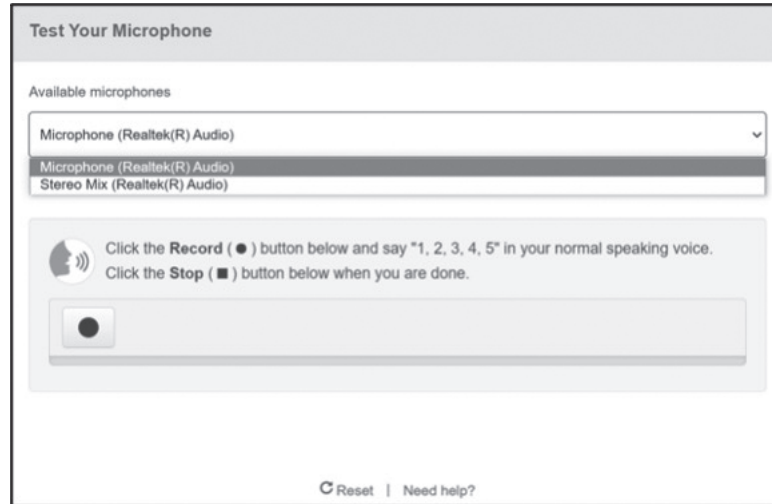 Test Your Microphone
Available microphones
Microphone (Realtek(R) Audio)
Microphone (Realtek(R) Audio)
Stereo Mix (Realtek(R) Audio)
Click the Record ( ● ) button below and say "1, 2, 3, 4, 5" in your normal speaking voice.
Click the Stop ( ■ ) button below when you are done.
Reset | Need help?